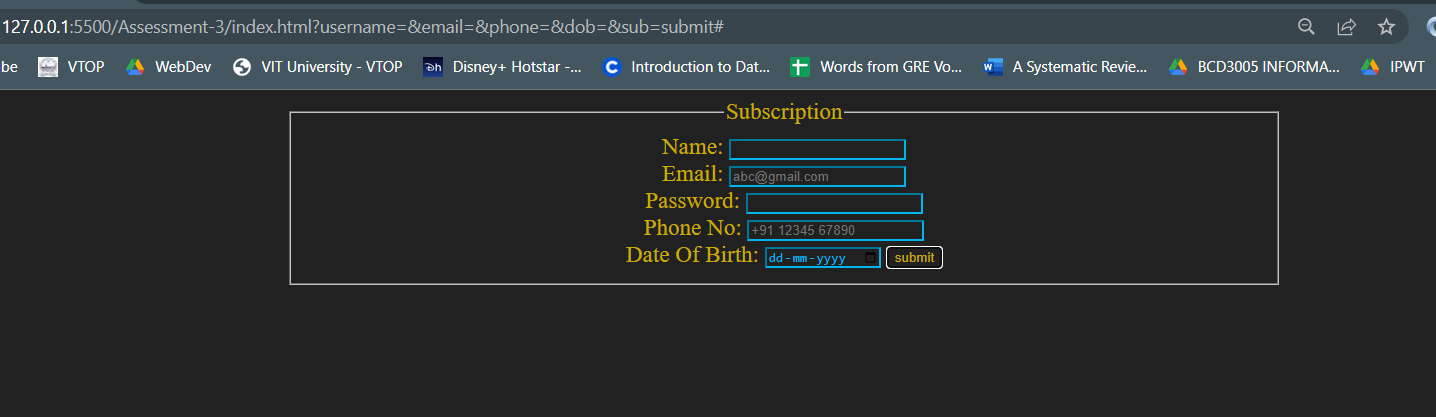 127.0.0.1:5500/Assessment-3/index.html?username=&email=&phone=&dob=&sub=submit#
be VTOP WebDev VIT University - VTOP Disney+ Hotstar -... Introduction to Dat... Words from GRE Vo... A Systematic Revie... BCD3005 INFORMA... IPWT
Subscription
Name:
Email: abc@gmail.com
Password:
Phone No: +91 12345 67890
Date Of Birth: dd-mm-yyyy submit